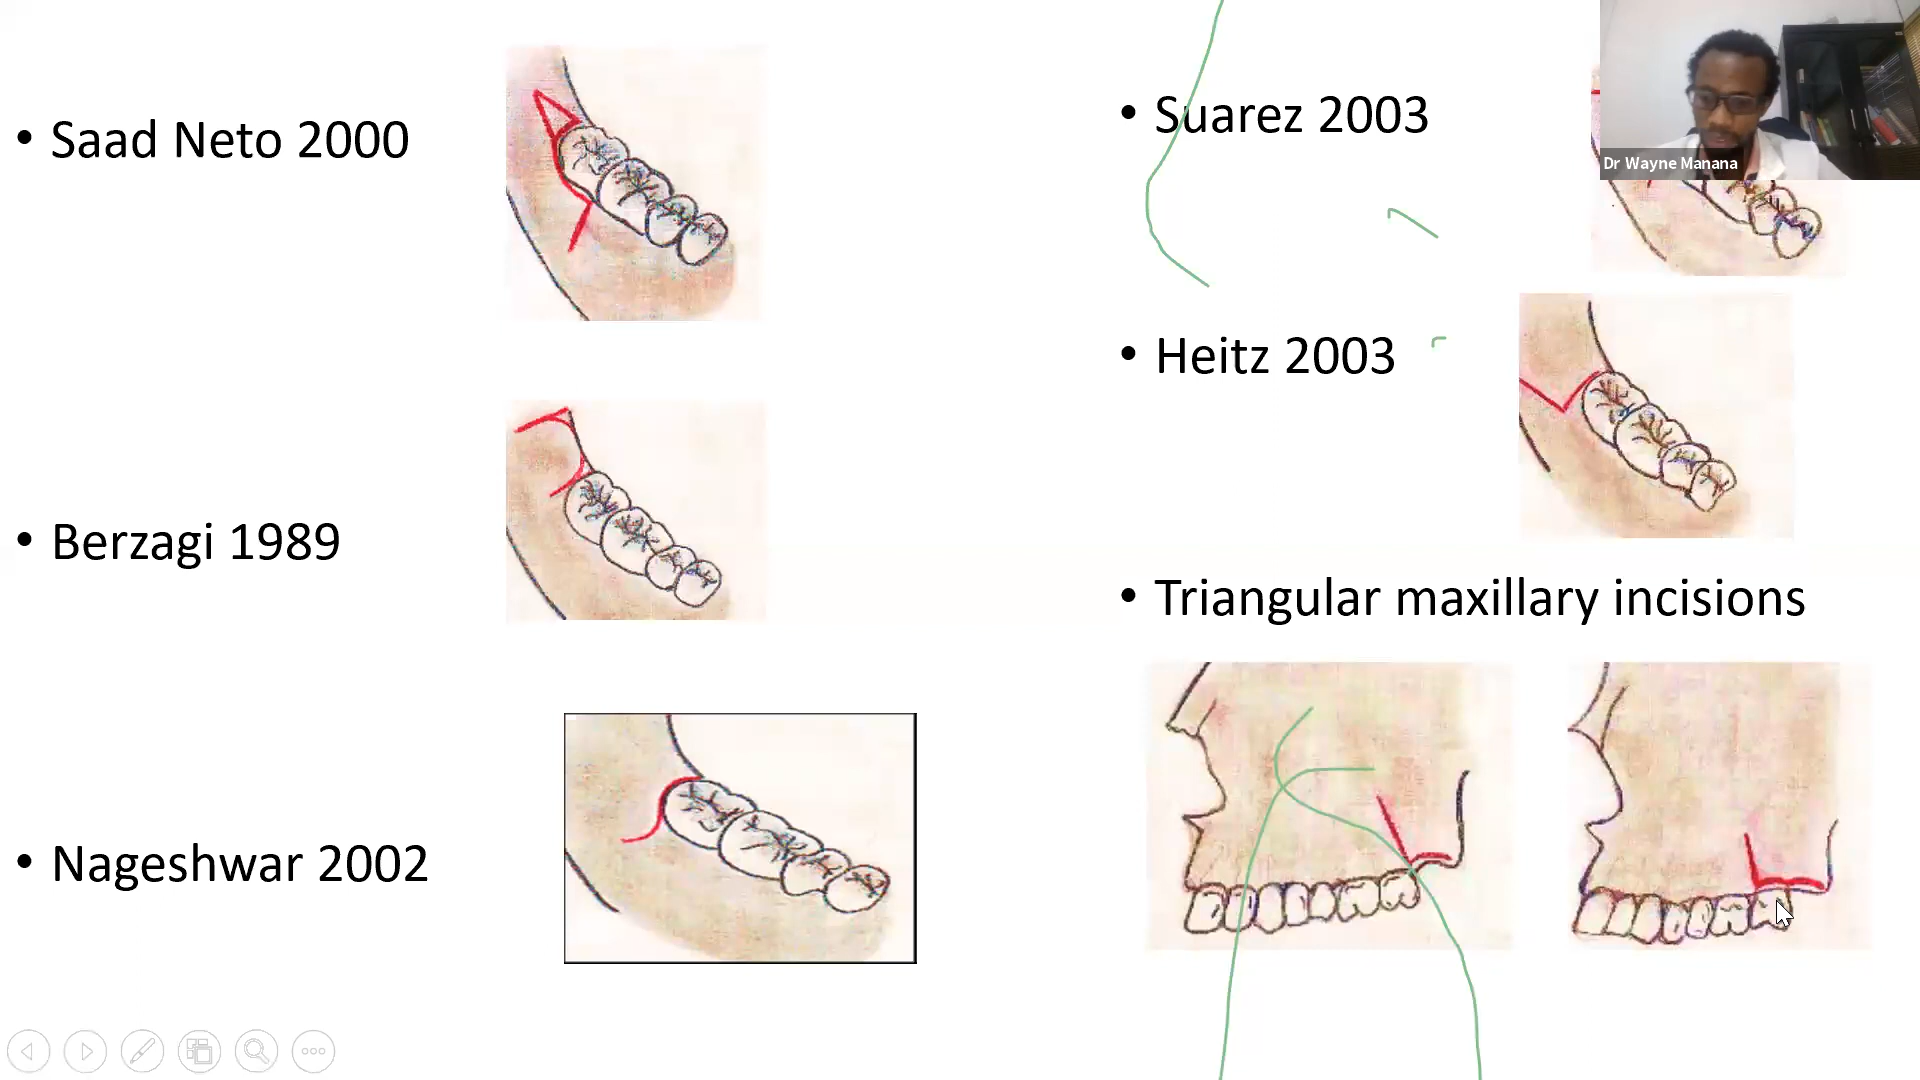 • Saad Neto 2000
• Berzagi 1989
• Nageshwar 2002
• Suarez 2003
• Heitz 2003
• Triangular maxillary incisions
Dr Wayne Manana